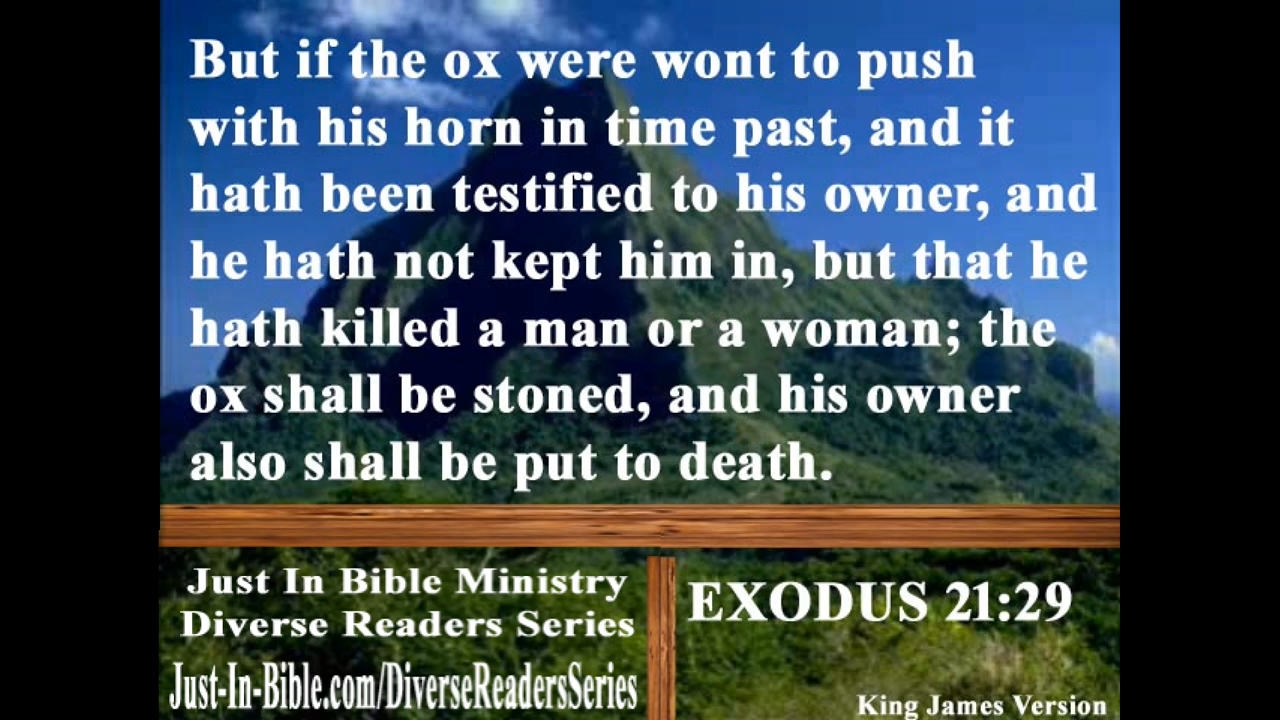 But if the ox were wont to push
with his horn in time past, and it
hath been testified to his owner, and
he hath not kept him in, but that he
hath killed a man or a woman; the
ox shall be stoned, and his owner
also shall be put to death.
Just In Bible Ministry
Diverse Readers Series
Just-In-Bible.com/DiverseReadersSeries
EXODUS 21:29
King James Version